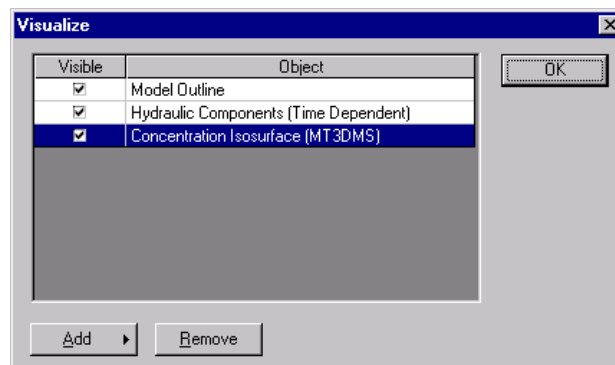 Visualize
Visible Object
Model Outline
Hydraulic Components (Time Dependent)
Concentration Isosurface (MT3DMS)
OK
Add
Remove